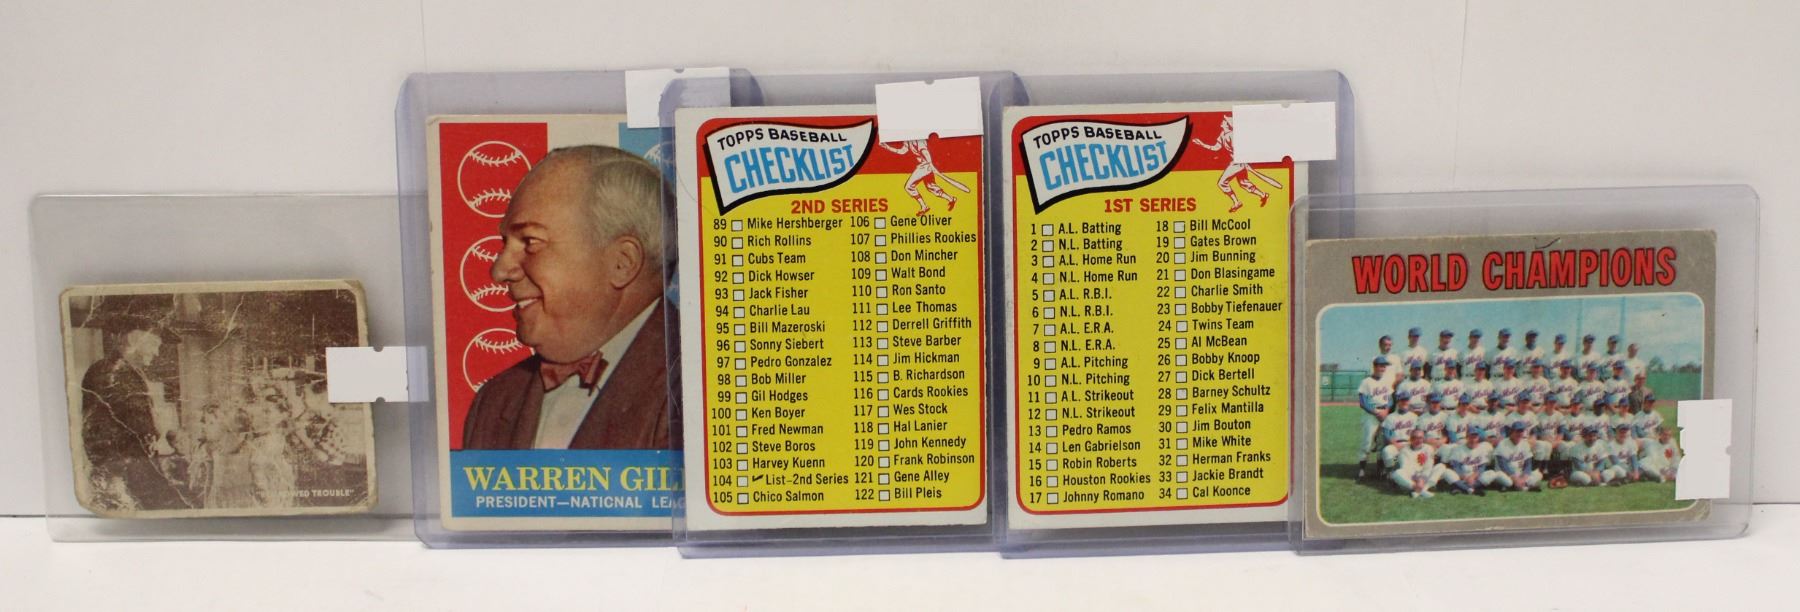 TROUBLE"
WARREN GIL
PRESIDENT—NATIONAL LEAG
TOPPS BASEBALL
CHECKLIST
2ND SERIES
89 Mike Hershberger
90 Rich Rollins
91 Cubs Team
92 Dick Howser
93 Jack Fisher
94 Charlie Lau
95 Bill Mazeroski
96 Sonny Siebert
97 Pedro Gonzalez
98 Bob Miller
99 Gil Hodges
100 Ken Boyer
101 Fred Newman
102 Steve Boros
103 Harvey Kuenn
104 List-2nd Series
105 Chico Salmon
106 Gene Oliver
107 Phillies Rookies
108 Don Mincher
109 Walt Bond
110 Ron Santo
111 Lee Thomas
112 Derrell Griffith
113 Steve Barber
114 Jim Hickman
115 B. Richardson
116 Cards Rookies
117 Wes Stock
118 Hal Lanier
119 John Kennedy
120 Frank Robinson
121 Gene Alley
122 Bill Pleis
TOPPS BASEBALL
CHECKLIST
1ST SERIES
1 A.L. Batting
2 N.L. Batting
3 A.L. Home Run
4 N.L. Home Run
5 A.L. R.B.I.
6 N.L. R.B.I.
7 A.L. E.R.A.
8 N.L. E.R.A.
9 A.L. Pitching
10 N.L. Pitching
11 A.L. Strikeout
12 N.L. Strikeout
13 Pedro Ramos
14 Len Gabrielson
15 Robin Roberts
16 Houston Rookies
17 Johnny Romano
18 Bill McCool
19 Gates Brown
20 Jim Bunning
21 Don Blasingame
22 Charlie Smith
23 Bobby Tiefenauer
24 Twins Team
25 Al McBean
26 Bobby Knoop
27 Dick Bertell
28 Barney Schultz
29 Felix Mantilla
30 Jim Bouton
31 Mike White
32 Herman Franks
33 Jackie Brandt
34 Cal Koonce
WORLD CHAMPIONS